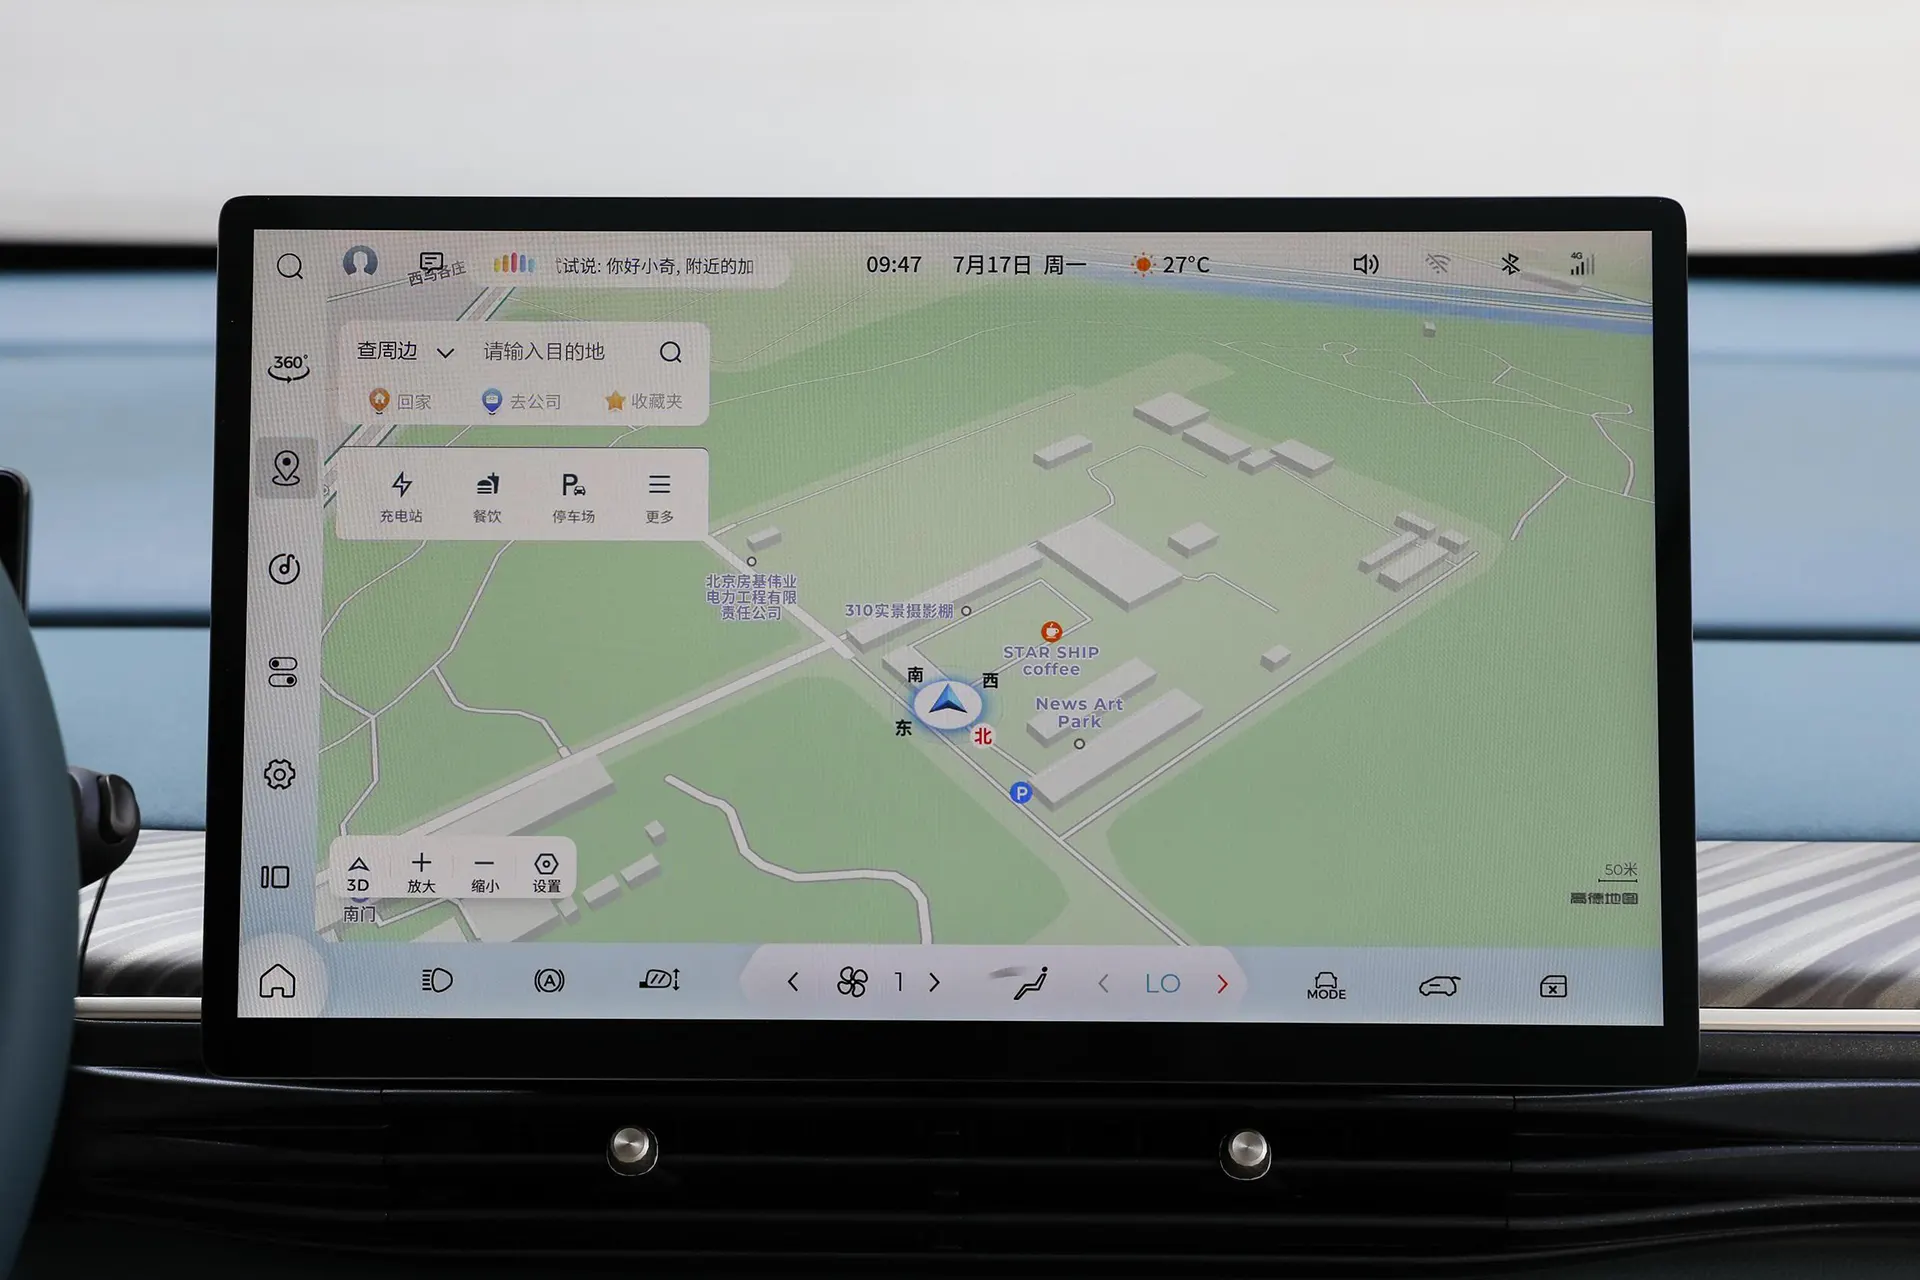 西马各庄
试说: 你好小奇, 附近的加
09:47 7月17日 周一 27°C
4G
360°
查周边 请输入目的地
回家 去公司 收藏夹
P
充电站 餐饮 停车场 更多
北京房基伟业
电力工程有限
责任公司
310实景摄影棚
STAR SHIP
coffee
南 西
东 北
News Art
Park
P
3D 放大 缩小 设置
南门
50米
高德地图
A
1
LO
MODE